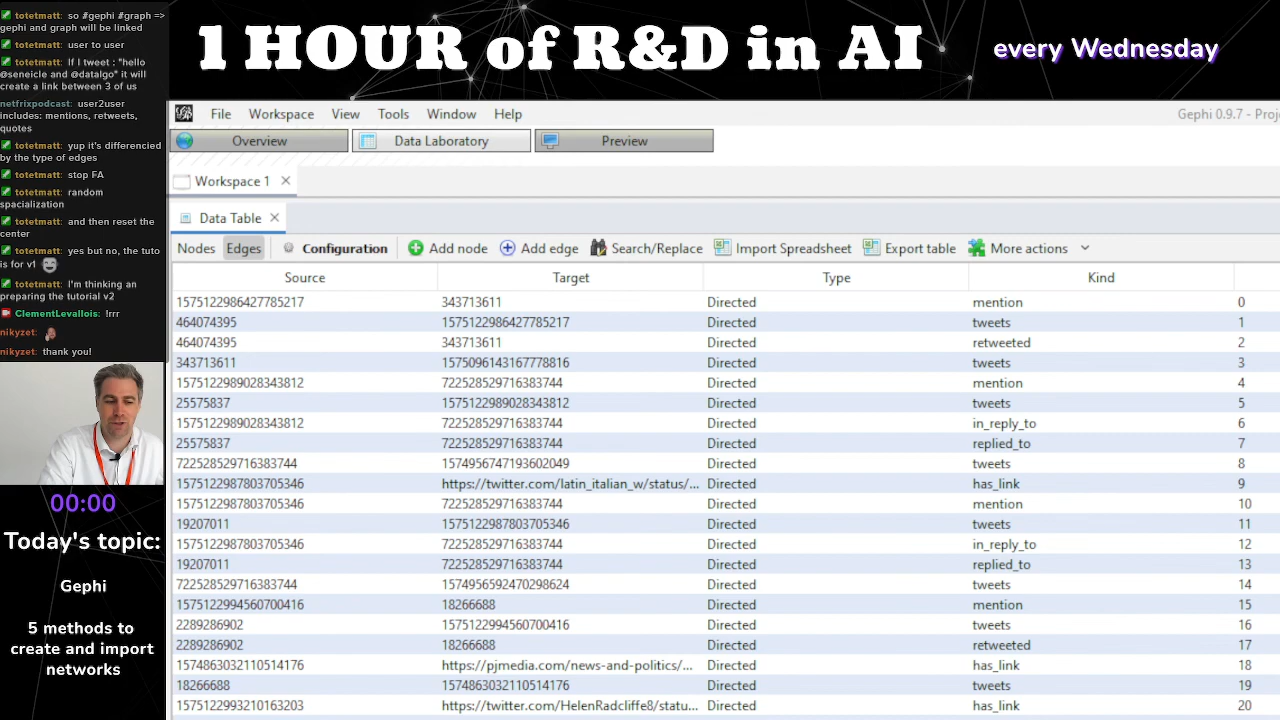 totetmatt: so #gephi #graph =>
gephi and graph will be linked
totetmatt: user to user
totetmatt: If I tweet : "hello
@seneicle and @datalgo" it will
create a link between 3 of us
netfrixpodcast: user2user
includes: mentions, retweets,
quotes
totetmatt: yup it's differencied
by the type of edges
totetmatt: stop FA
totetmatt: random
spacialization
totetmatt: and then reset the
center
totetmatt: yes but no, the tuto
is for v1
totetmatt: I'm thinking an
preparing the tutorial v2
ClementLevallois: !rrr
nikyzet:
nikyzet: thank you!
1 HOUR of R&D in AI
every Wednesday
File Workspace View Tools Window Help
Gephi 0.9.7 - Proj
Overview Data Laboratory Preview
Workspace 1
Data Table
Nodes Edges Configuration Add node Add edge Search/Replace Import Spreadsheet Export table More actions
Source Target Type Kind
1575122986427785217 343713611 Directed mention 0
464074395 1575122986427785217 Directed tweets 1
464074395 343713611 Directed retweeted 2
343713611 1575096143167778816 Directed tweets 3
1575122989028343812 722528529716383744 Directed mention 4
25575837 1575122989028343812 Directed tweets 5
1575122989028343812 722528529716383744 Directed in_reply_to 6
25575837 722528529716383744 Directed replied_to 7
722528529716383744 1574956747193602049 Directed tweets 8
1575122987803705346 https://twitter.com/latin_italian_w/status/... Directed has_link 9
1575122987803705346 722528529716383744 Directed mention 10
19207011 1575122987803705346 Directed tweets 11
1575122987803705346 722528529716383744 Directed in_reply_to 12
19207011 722528529716383744 Directed replied_to 13
722528529716383744 1574956592470298624 Directed tweets 14
1575122994560700416 18266688 Directed mention 15
2289286902 1575122994560700416 Directed tweets 16
2289286902 18266688 Directed retweeted 17
1574863032110514176 https://pjmedia.com/news-and-politics/... Directed has_link 18
18266688 1574863032110514176 Directed tweets 19
1575122993210163203 https://twitter.com/HelenRadcliffe8/statu... Directed has_link 20
00:00
Today's topic:
Gephi
5 methods to
create and import
networks